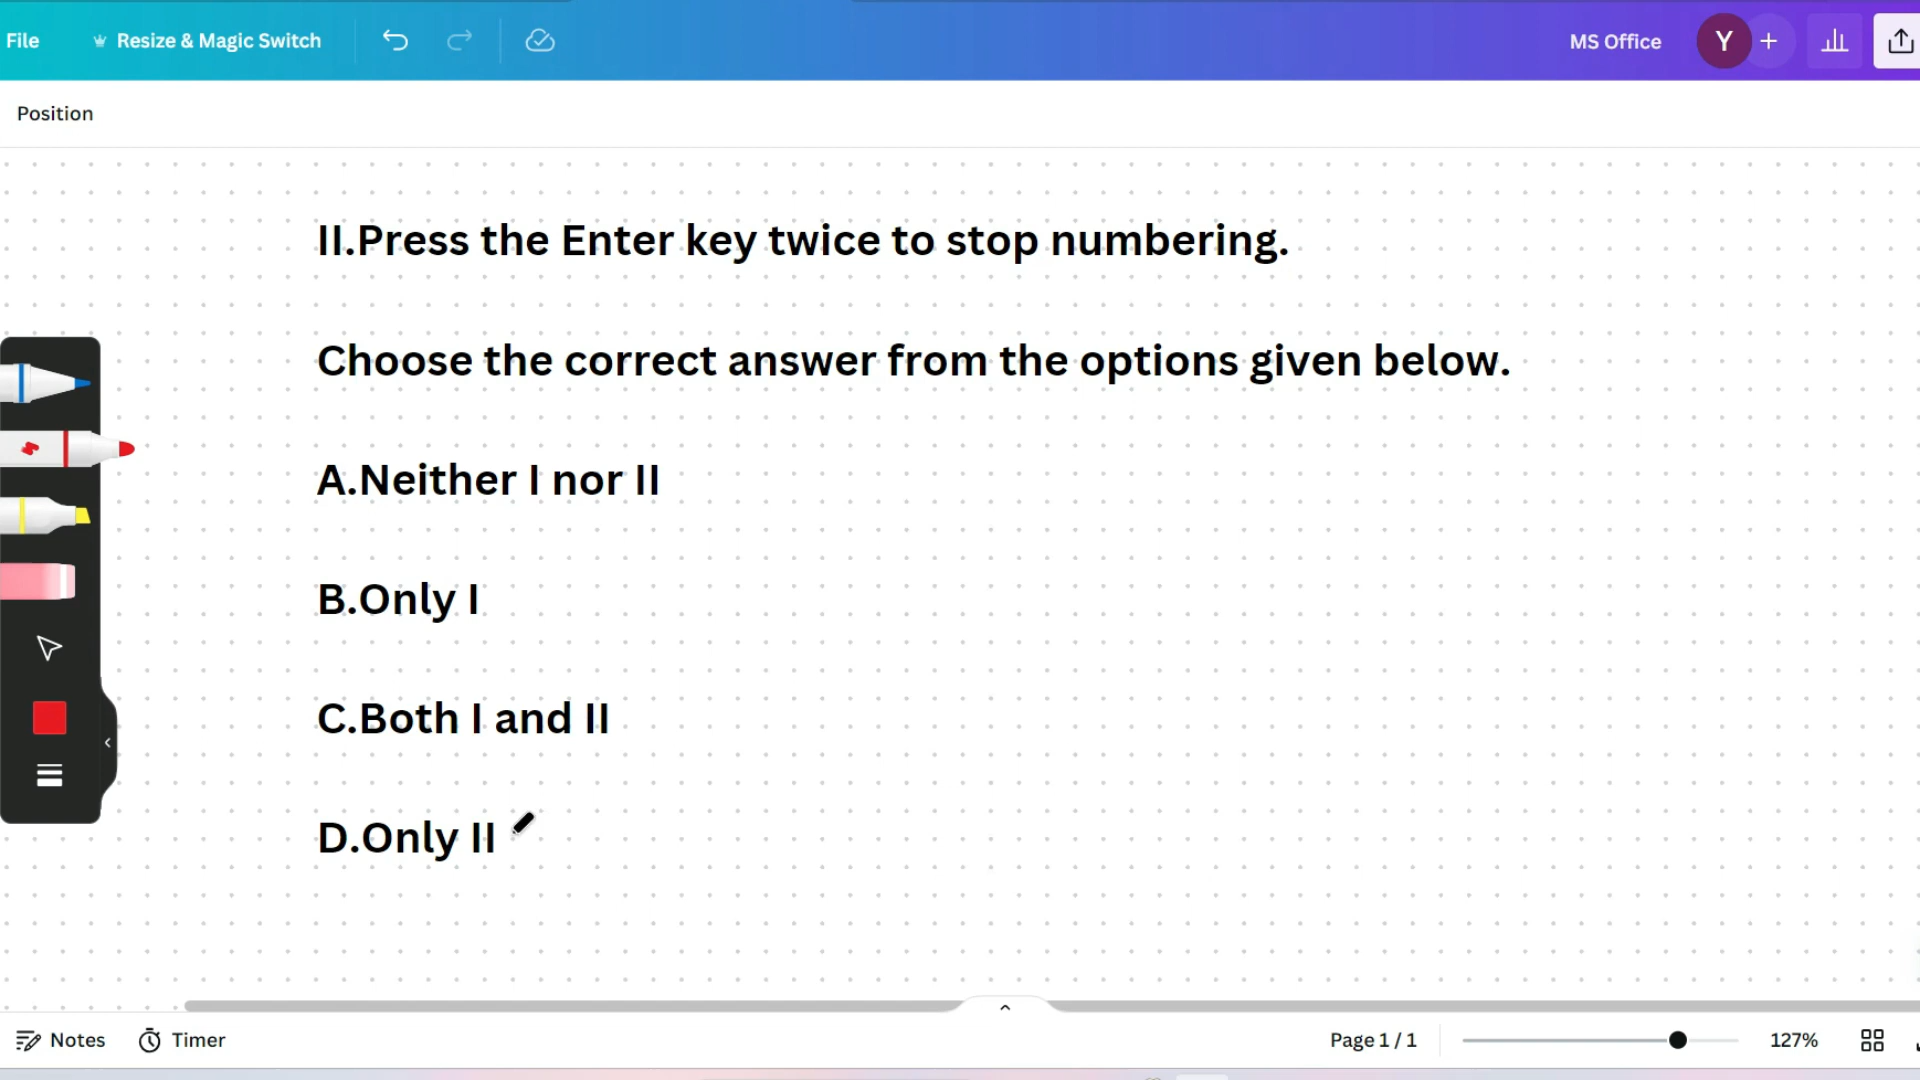 File Resize & Magic Switch MS Office Y +
Position
II.Press the Enter key twice to stop numbering.
Choose the correct answer from the options given below.
A.Neither I nor II
B.Only I
C.Both I and II
D.Only II
Notes Timer Page 1 / 1 127%